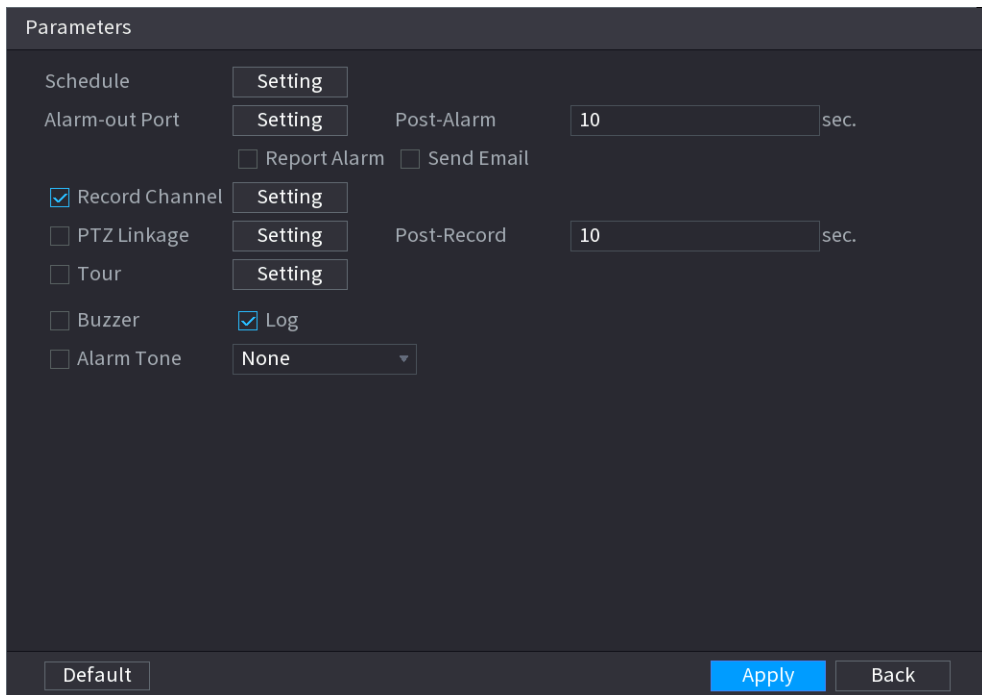 Parameters
Schedule Setting
Alarm-out Port Setting Post-Alarm 10 sec.
Report Alarm Send Email
Record Channel Setting
PTZ Linkage Setting Post-Record 10 sec.
Tour Setting
Buzzer Log
Alarm Tone None
Default Apply Back